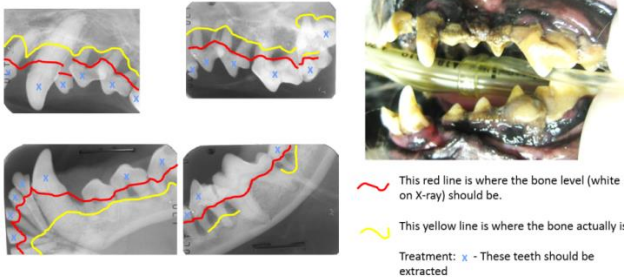 This red line is where the bone level (white
on X-ray) should be.
This yellow line is where the bone actually is
Treatment: x - These teeth should be
extracted